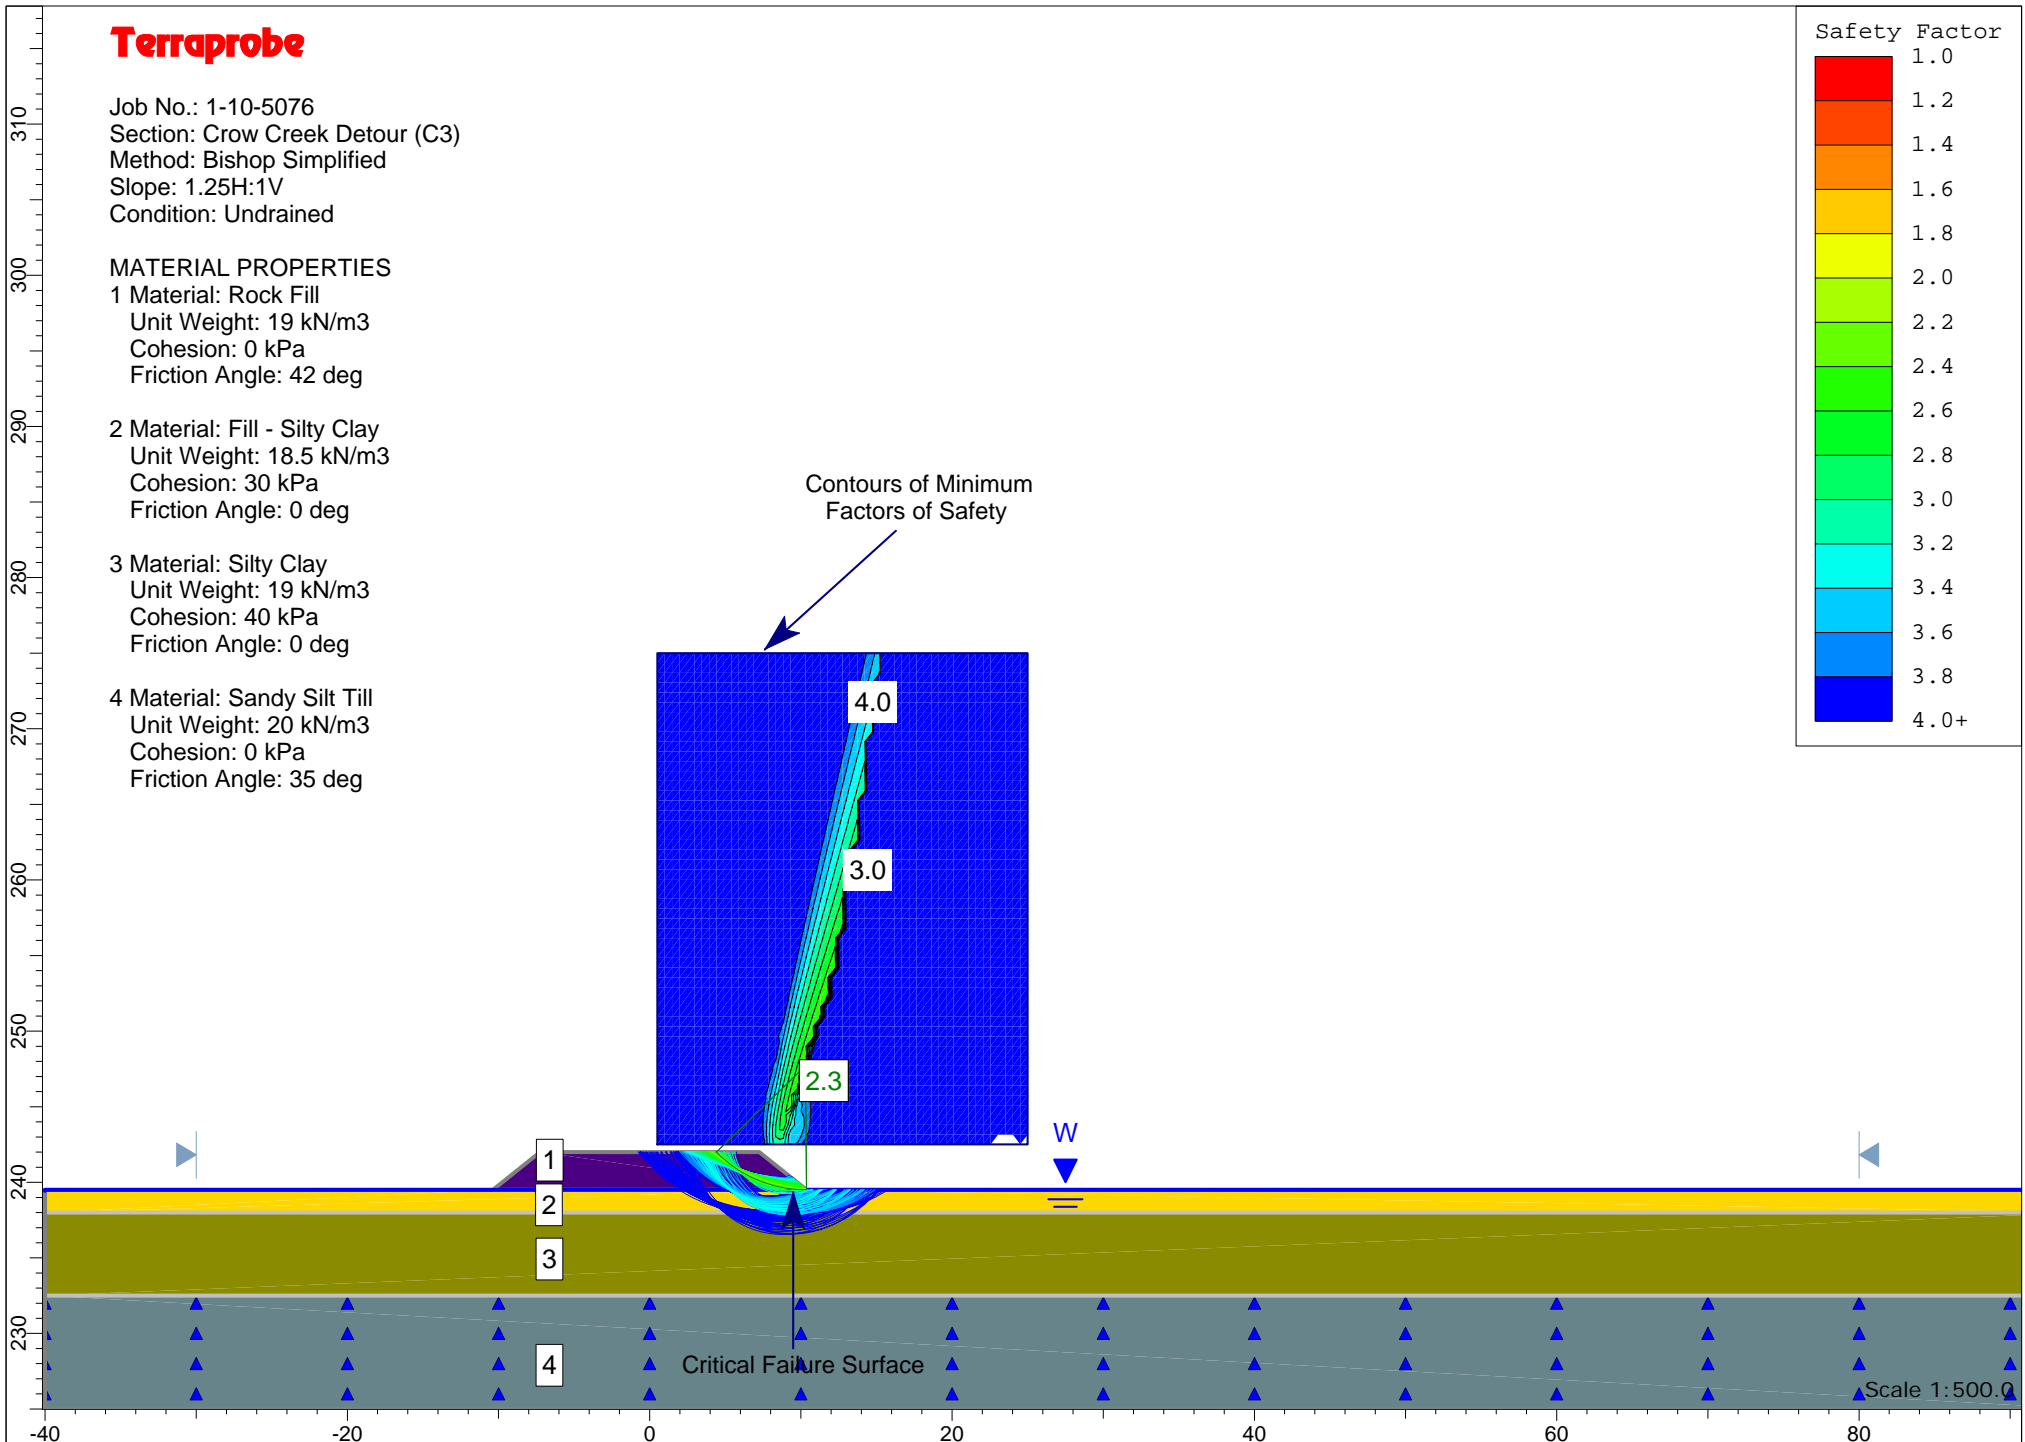 Terraprobe
Job No.: 1-10-5076
Section: Crow Creek Detour (C3)
Method: Bishop Simplified
Slope: 1.25H:1V
Condition: Undrained
MATERIAL PROPERTIES
1 Material: Rock Fill
Unit Weight: 19 kN/m3
Cohesion: 0 kPa
Friction Angle: 42 deg
2 Material: Fill - Silty Clay
Unit Weight: 18.5 kN/m3
Cohesion: 30 kPa
Friction Angle: 0 deg
3 Material: Silty Clay
Unit Weight: 19 kN/m3
Cohesion: 40 kPa
Friction Angle: 0 deg
4 Material: Sandy Silt Till
Unit Weight: 20 kN/m3
Cohesion: 0 kPa
Friction Angle: 35 deg
Safety Factor
1.0
1.2
1.4
1.6
1.8
2.0
2.2
2.4
2.6
2.8
3.0
3.2
3.4
3.6
3.8
4.0+
Contours of Minimum
Factors of Safety
4.0
3.0
2.3
W
1
2
3
4
Critical Failure Surface
Scale 1:500.0
310
300
290
280
270
260
250
240
230
-40
-20
0
20
40
60
80